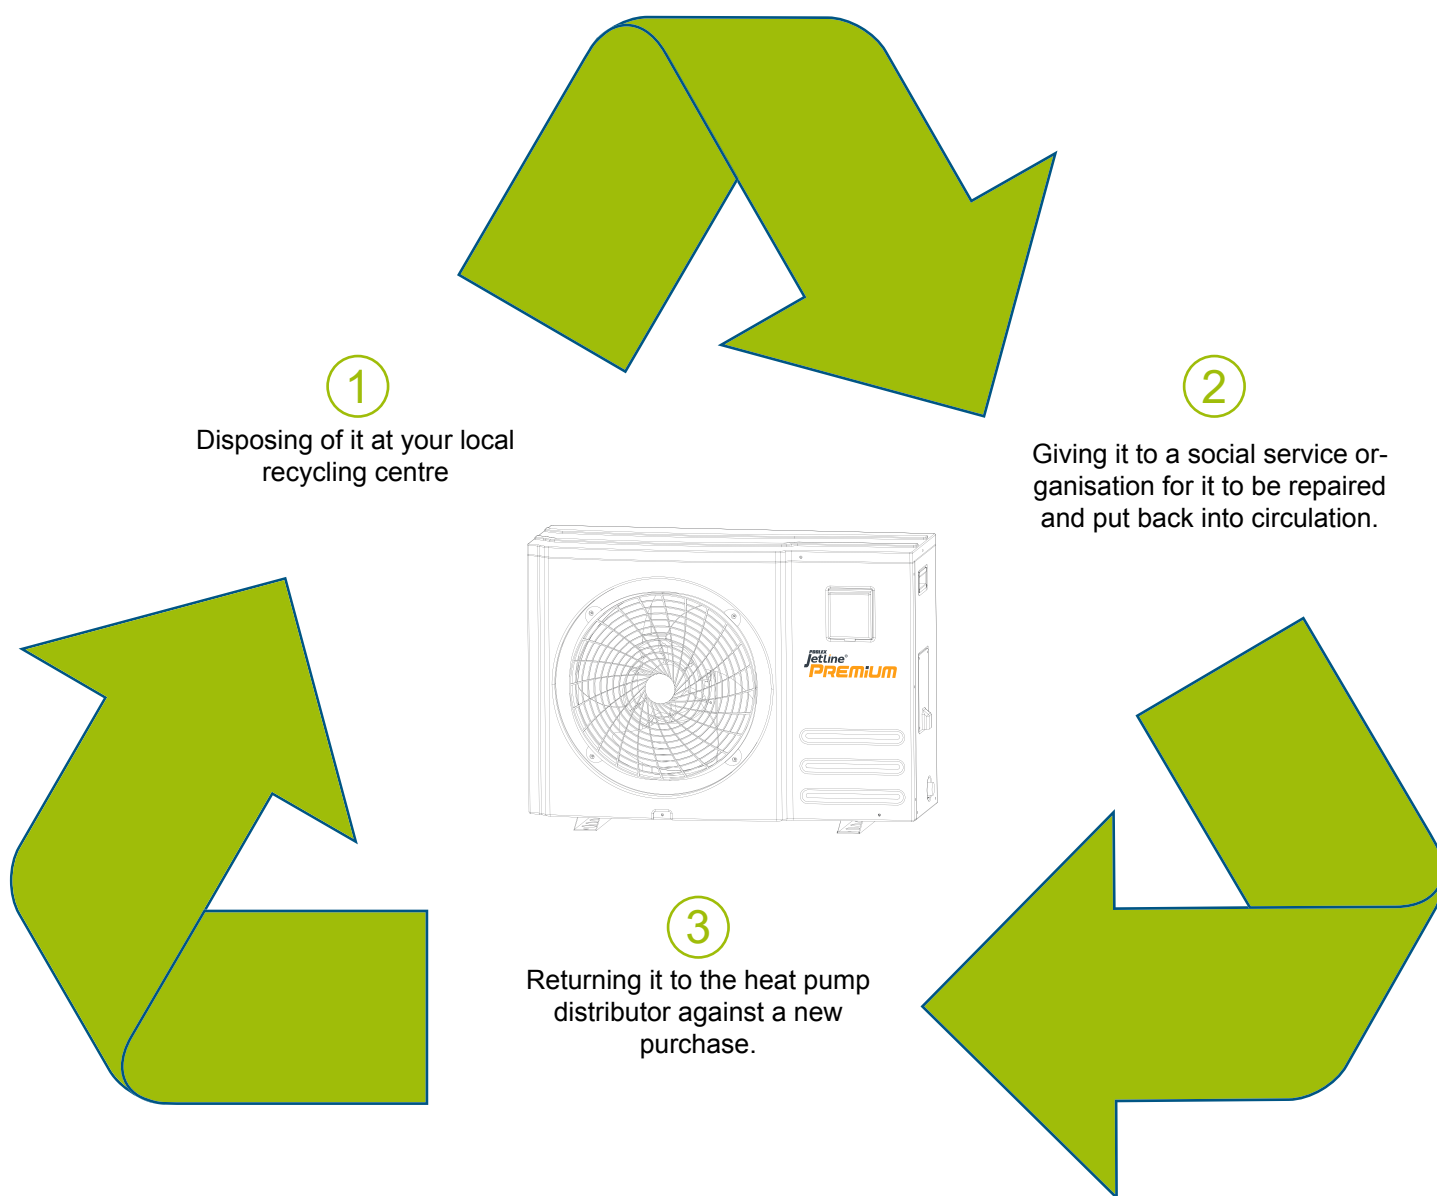 1
Disposing of it at your local
recycling centre
2
Giving it to a social service or-
ganisation for it to be repaired
and put back into circulation.
POOLEX
jetline®
PREMiUM
3
Returning it to the heat pump
distributor against a new
purchase.